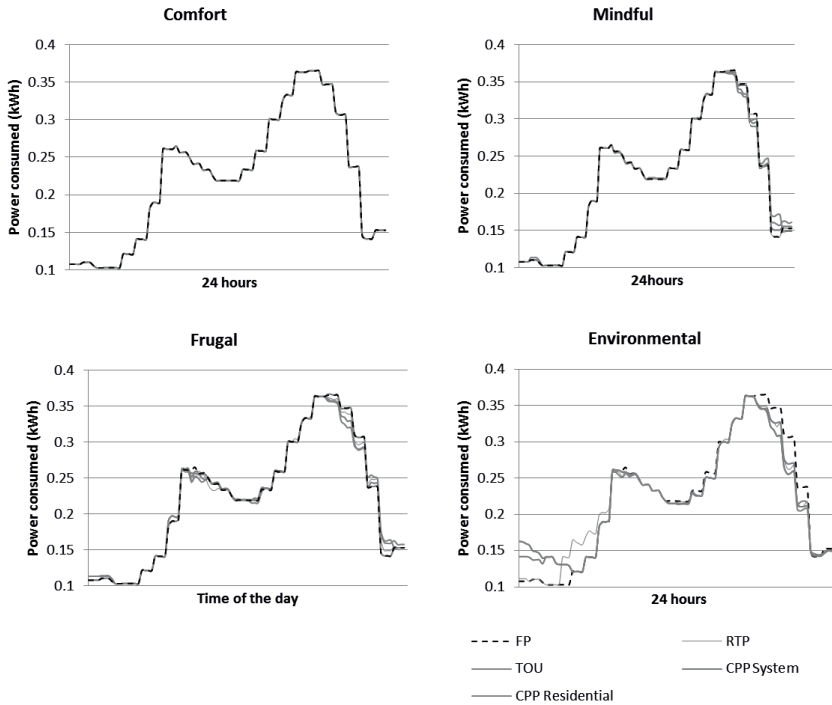 Comfort
Power consumed (kWh)
0.4
0.35
0.3
0.25
0.2
0.15
0.1
24 hours
Mindful
Power consumed (kWh)
0.4
0.35
0.3
0.25
0.2
0.15
0.1
24hours
Frugal
Power consumed (kWh)
0.4
0.35
0.3
0.25
0.2
0.15
0.1
Time of the day
Environmental
Power consumed (kWh)
0.4
0.35
0.3
0.25
0.2
0.15
0.1
24 hours
FP
RTP
TOU
CPP System
CPP Residential